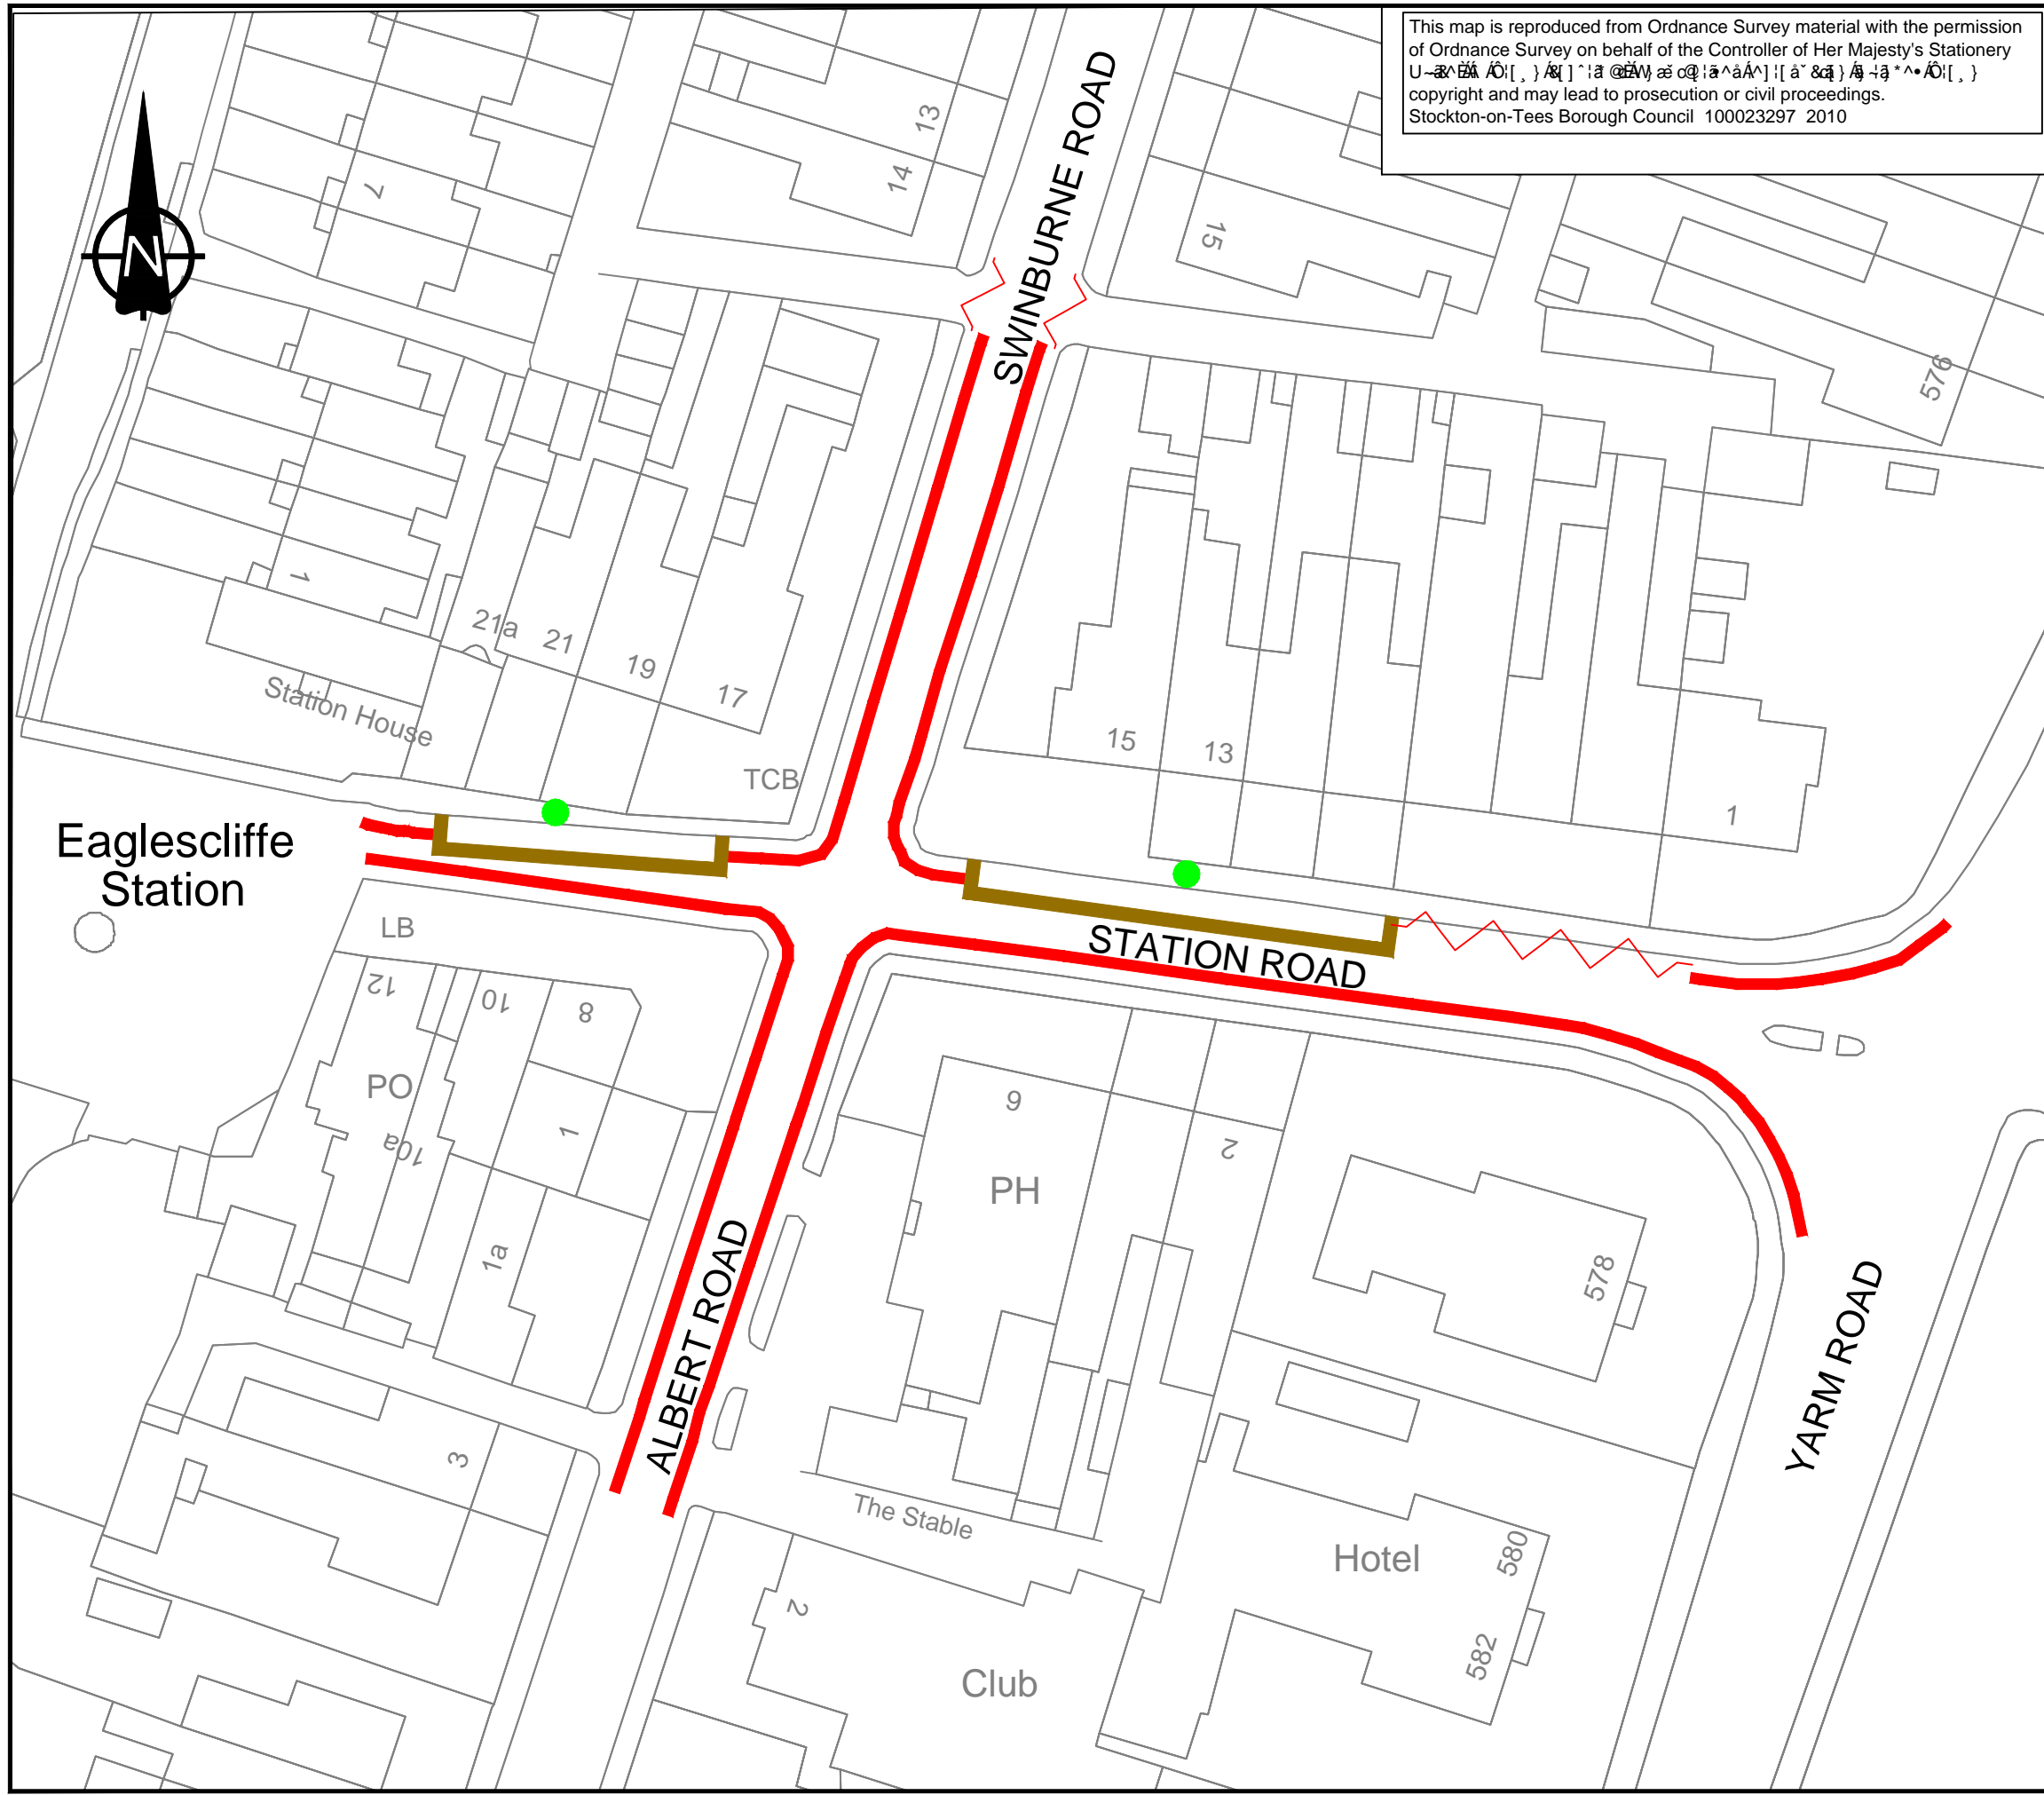 This map is reproduced from Ordnance Survey material with the permission
of Ordnance Survey on behalf of the Controller of Her Majesty's Stationery
copyright and may lead to prosecution or civil proceedings.
Stockton-on-Tees Borough Council 100023297 2010
N
7
13
14
SWINBURNE ROAD
15
576
1
21a
21
19
17
Station House
TCB
15
13
1
Eaglescliffe
Station
LB
STATION ROAD
12
10
8
PO
10a
1
1a
9
PH
2
578
ALBERT ROAD
YARM ROAD
3
The Stable
Hotel
580
582
2
Club